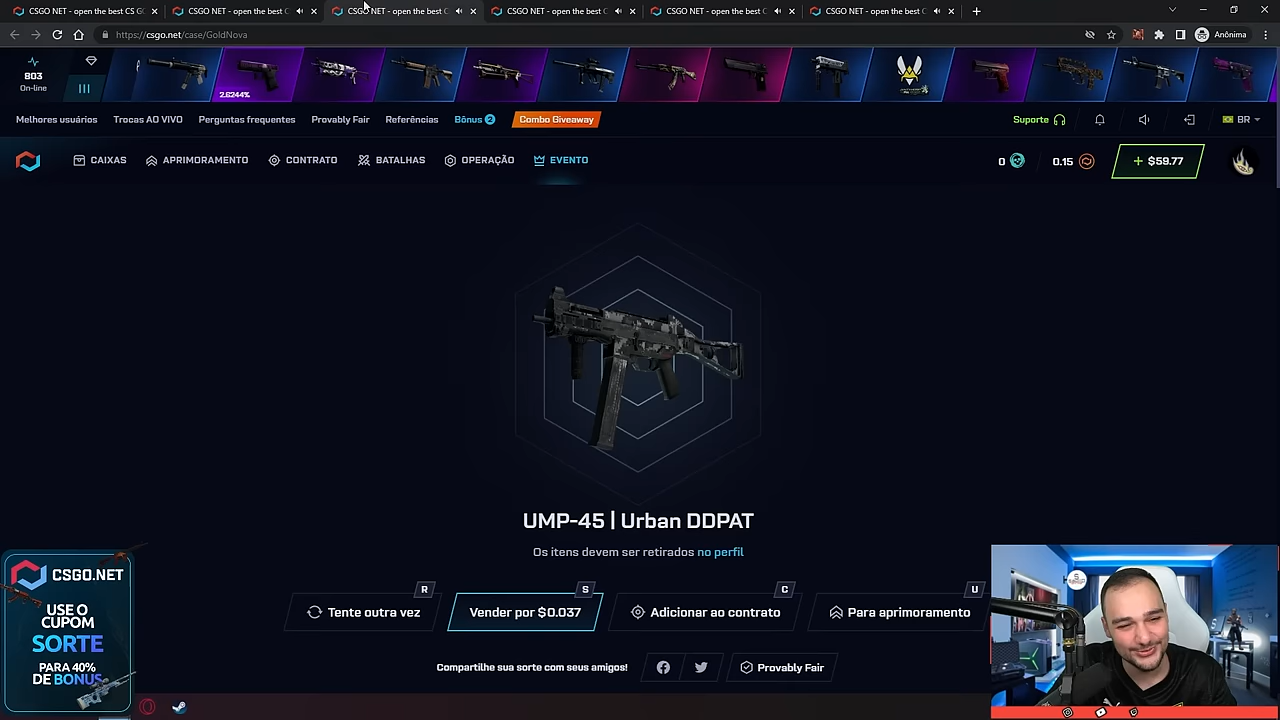 CSGO NET - open the best CS GO
CSGO NET - open the best C
CSGO NET - open the best C
CSGO NET - open the best C
CSGO NET - open the best C
CSGO NET - open the best C
https://csgo.net/case/GoldNova
Anônima
803
On-line
2.6244%
Melhores usuários
Trocas AO VIVO
Perguntas frequentes
Provably Fair
Referências
Bônus 2
Combo Giveaway
Suporte
BR
CAIXAS
APRIMORAMENTO
CONTRATO
BATALHAS
OPERAÇÃO
EVENTO
0
0.15
+ $59.77
UMP-45 | Urban DDPAT
Os itens devem ser retirados no perfil
R
S
C
U
Tente outra vez
Vender por $0.037
Adicionar ao contrato
Para aprimoramento
Compartilhe sua sorte com seus amigos!
Provably Fair
CSGO.NET
USE O
CUPOM
SORTE
PARA 40%
DE BONUS